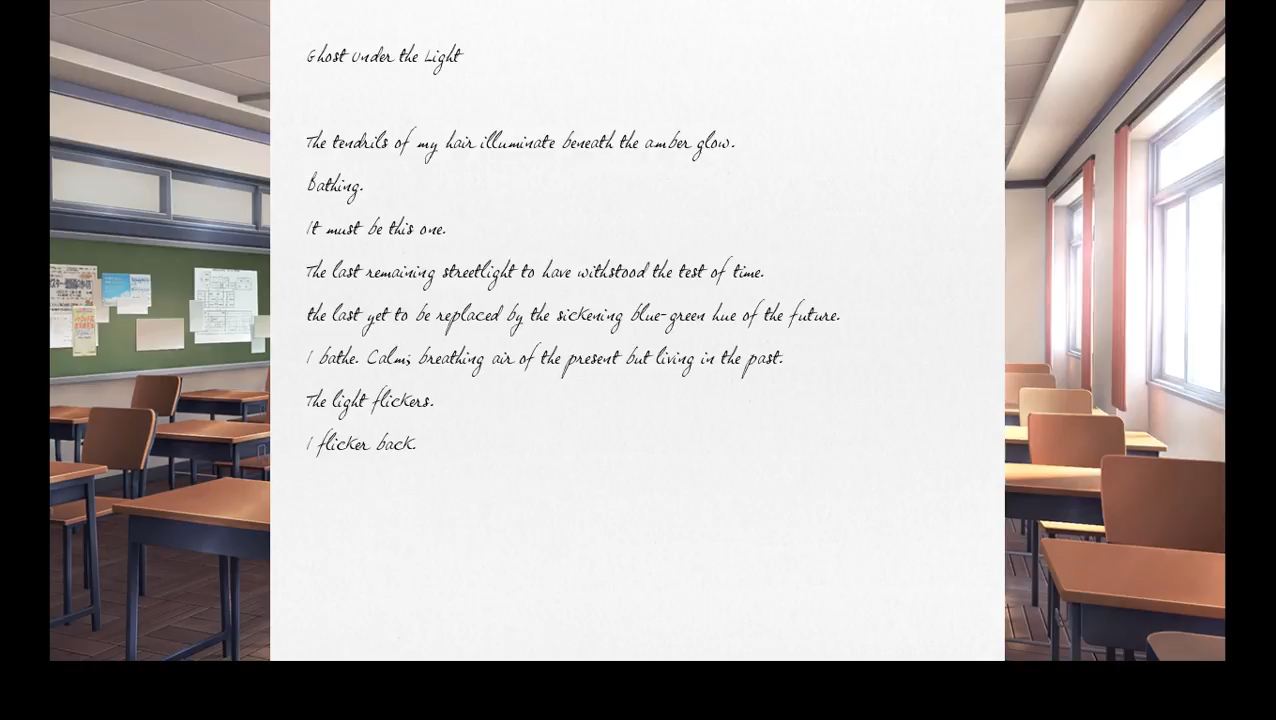 Ghost Under the Light
The tendrils of my hair illuminate beneath the amber glow.
Bathing.
It must be this one.
The last remaining streetlight to have withstood the test of time.
the last yet to be replaced by the sickening blue-green hue of the future.
I bathe. Calm; breathing air of the present but living in the past.
The light flickers.
I flicker back.